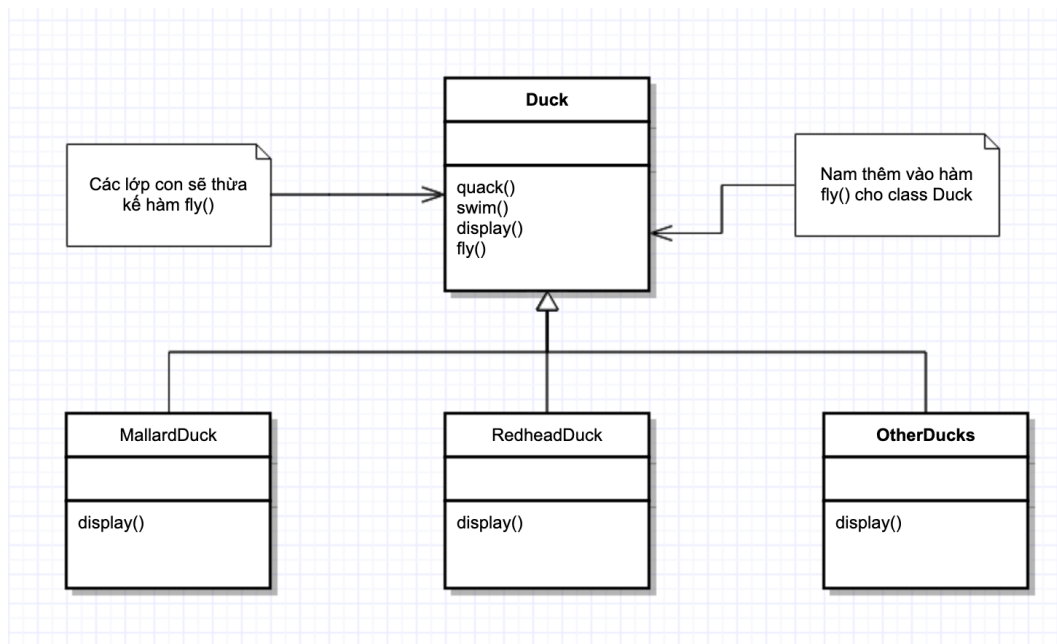 Duck
quack()
swim()
display()
fly()
Các lớp con sẽ thừa
kế hàm fly()
Nam thêm vào hàm
fly() cho class Duck
MallardDuck
display()
RedheadDuck
display()
OtherDucks
display()